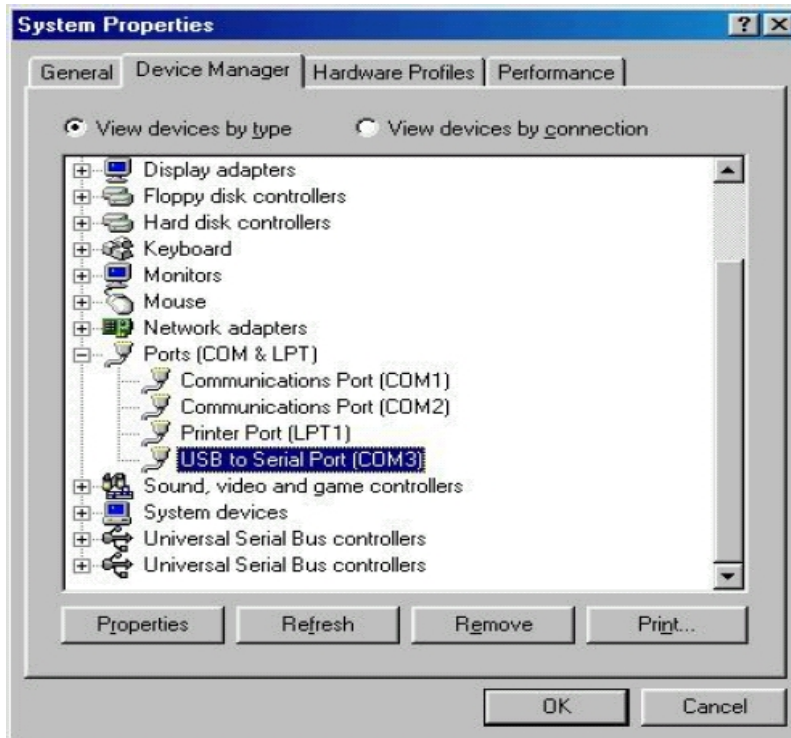 System Properties
General Device Manager Hardware Profiles Performance
View devices by type View devices by connection
Display adapters
Floppy disk controllers
Hard disk controllers
Keyboard
Monitors
Mouse
Network adapters
Ports (COM & LPT)
Communications Port (COM1)
Communications Port (COM2)
Printer Port (LPT1)
USB to Serial Port (COM3)
Sound, video and game controllers
System devices
Universal Serial Bus controllers
Universal Serial Bus controllers
Properties Refresh Remove Print...
OK Cancel